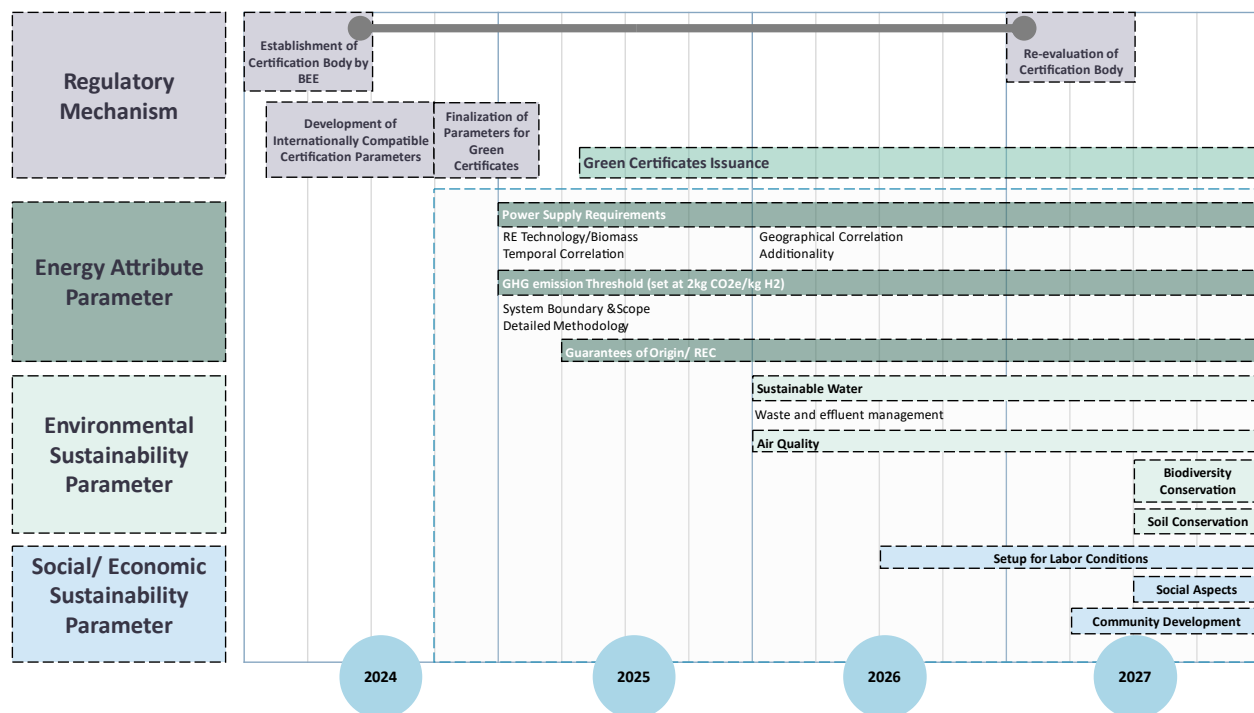 Regulatory
Mechanism
Establishment of
Certification Body by
BEE
Re-evaluation of
Certification Body
Development of
Internationally Compatible
Certification Parameters
Finalization of
Parameters for
Green
Certificates
Green Certificates Issuance
Energy Attribute
Parameter
Power Supply Requirements
RE Technology/Biomass
Temporal Correlation
Geographical Correlation
Additionality
GHG emission Threshold (set at 2kg CO2e/kg H2)
System Boundary &Scope
Detailed Methodology
Guarantees of Origin/ REC
Environmental
Sustainability
Parameter
Sustainable Water
Waste and effluent management
Air Quality
Biodiversity
Conservation
Soil Conservation
Social/ Economic
Sustainability
Parameter
Setup for Labor Conditions
Social Aspects
Community Development
2024
2025
2026
2027